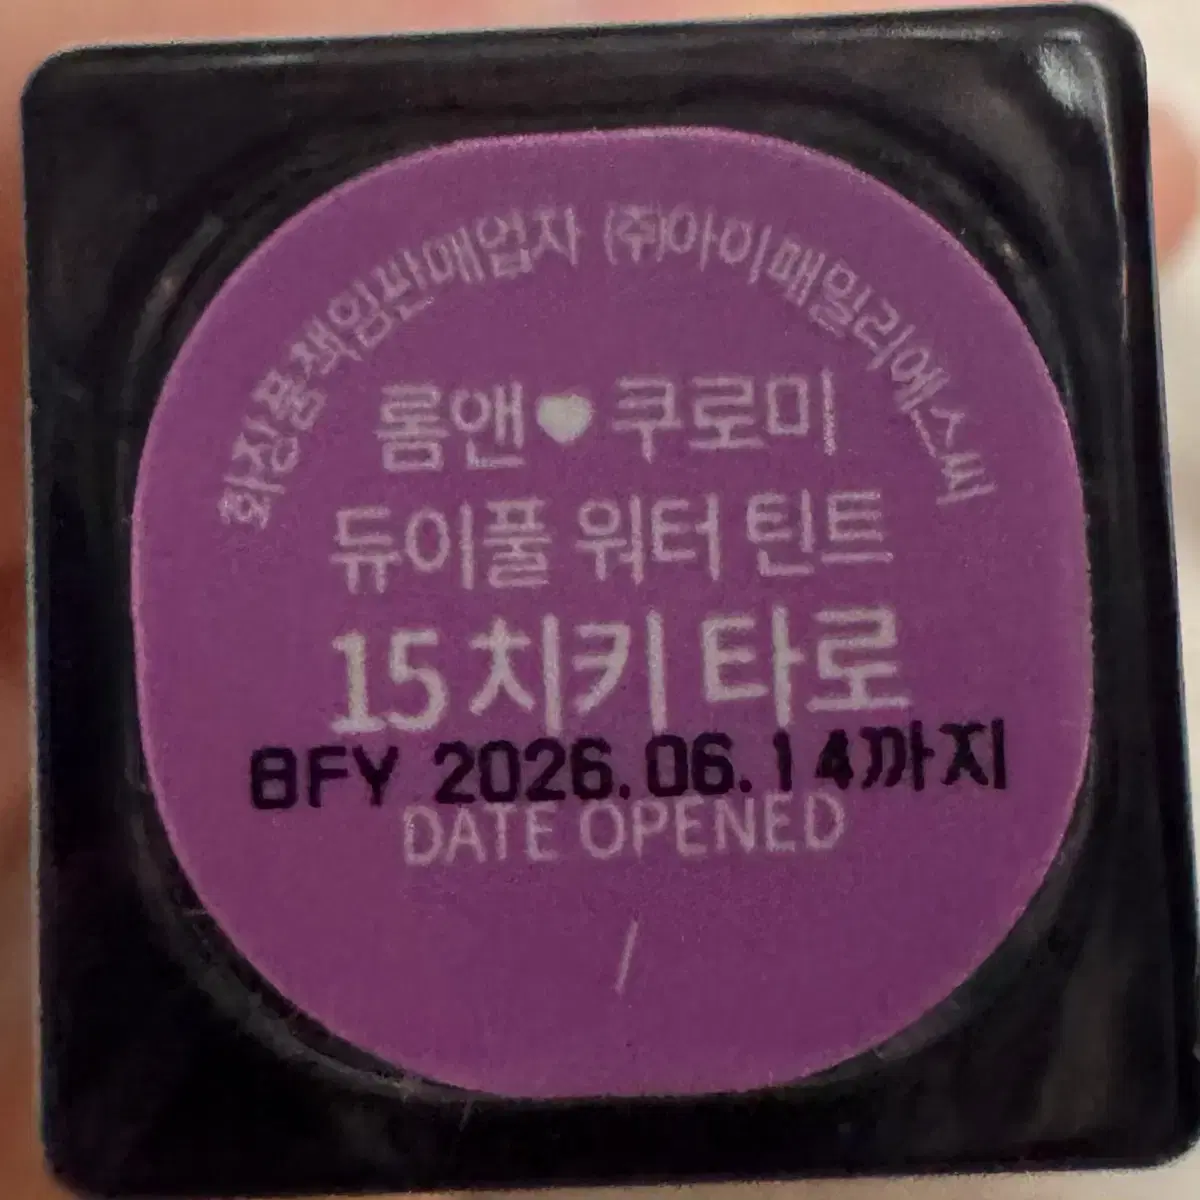 화장품책임판매업자 (주)아이패밀리에스씨
롬앤♥쿠로미
듀이풀 워터 틴트
15 치키 타로
BFY 2026.06.14까지
DATE OPENED
/